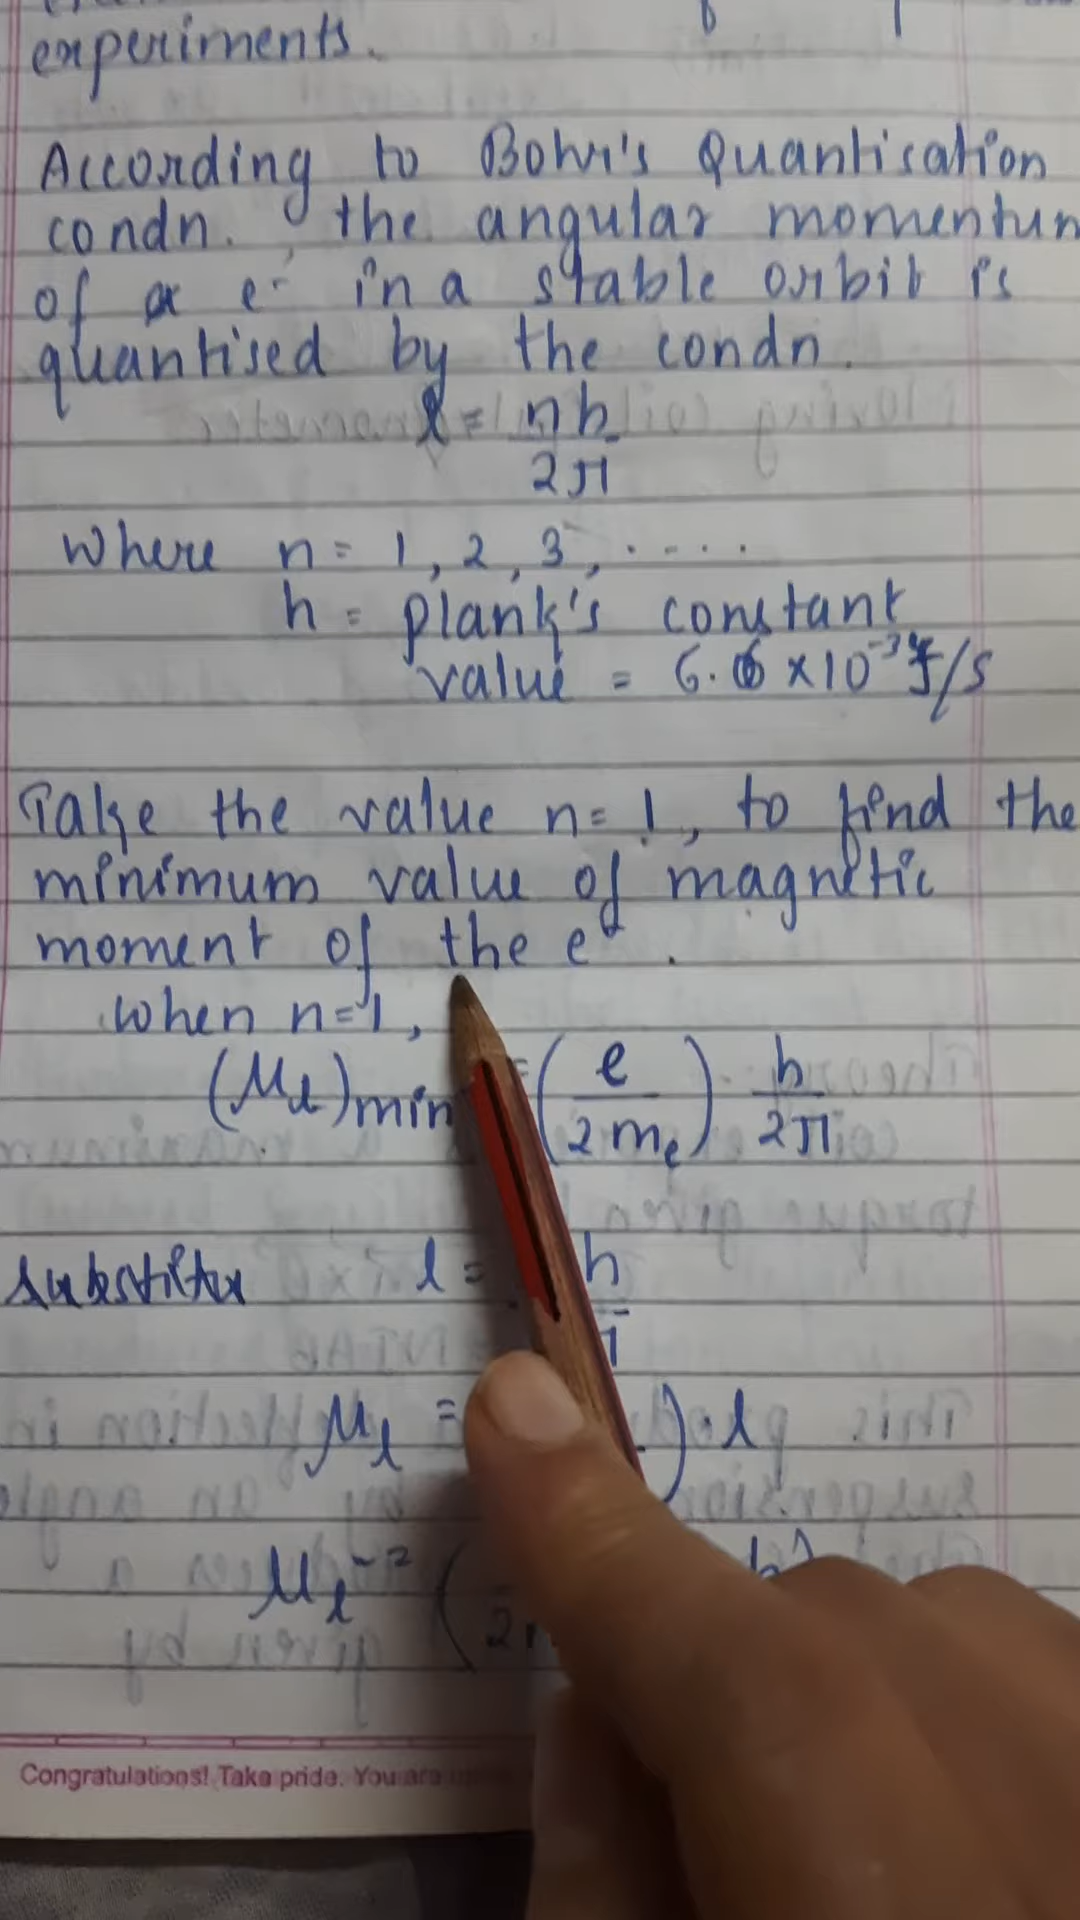 experiments.
According to Bohr's Quantisation
condn. , the angular momentum
of a e⁻ in a stable orbit is
quantised by the condn.
l = nh
2π
Where n = 1, 2, 3, ....
h = plank's constant
value = 6.6 ×10⁻³⁴ J/s
Take the value n = 1, to find the
minimum value of magnetic
moment of the e⁻.
When n=1,
(μl)min = (e/2me) h/2π
l = h
μl = ) l
μl
(
2
Congratulations! Take pride. You are